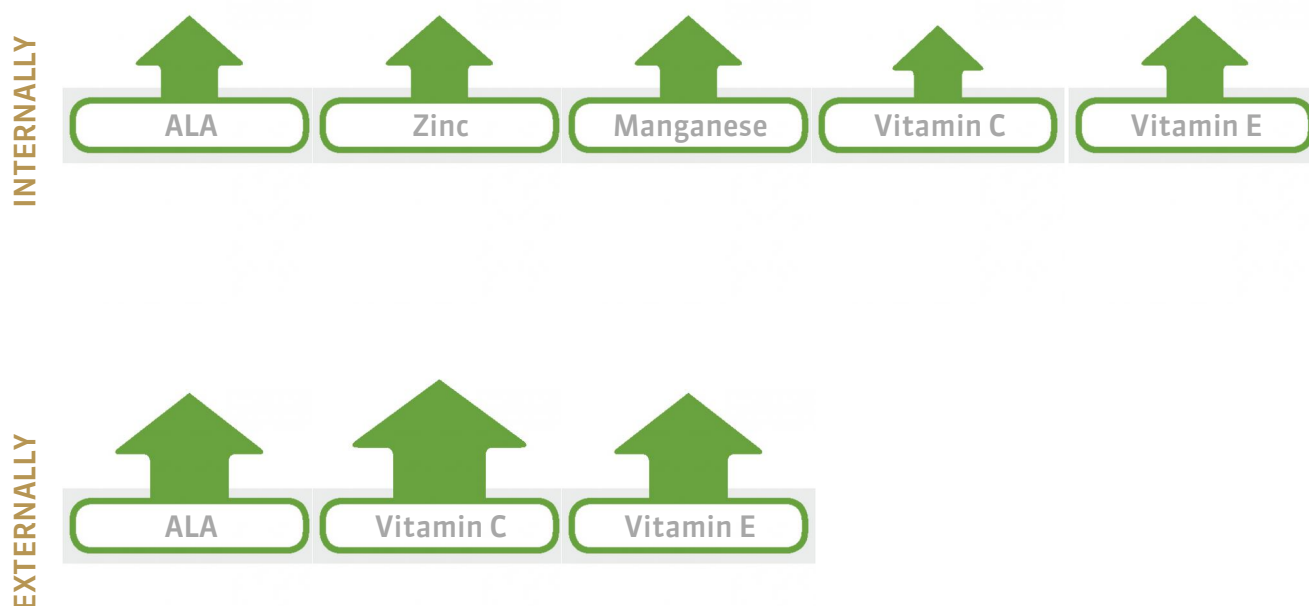 INTERNALLY
ALA
Zinc
Manganese
Vitamin C
Vitamin E
EXTERNALLY
ALA
Vitamin C
Vitamin E